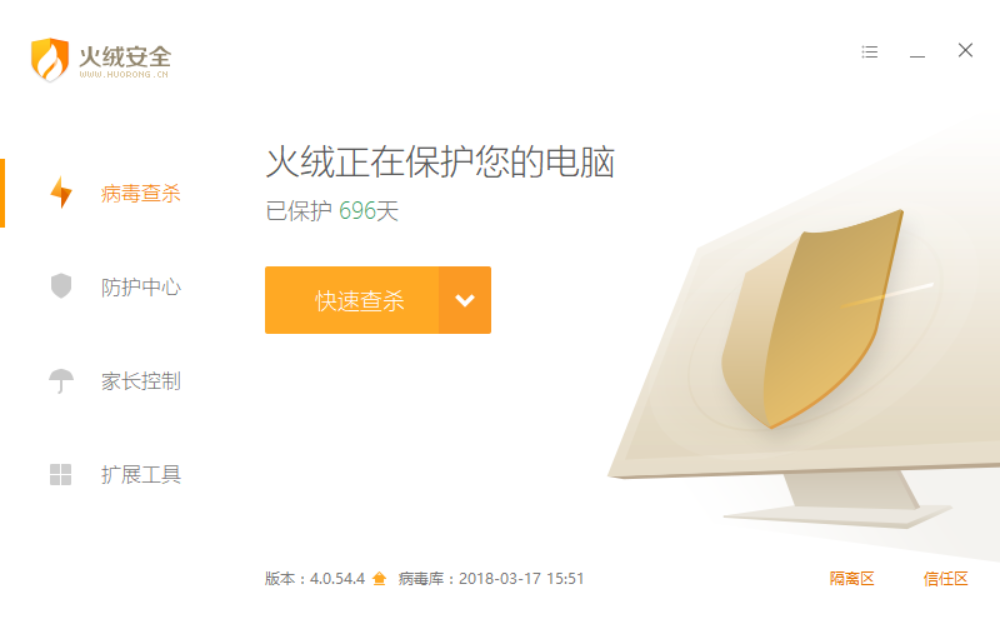 火绒安全
WWW.HUORONG.CN
火绒正在保护您的电脑
已保护 696天
病毒查杀
快速查杀
防护中心
家长控制
扩展工具
版本：4.0.54.4 病毒库：2018-03-17 15:51
隔离区 信任区